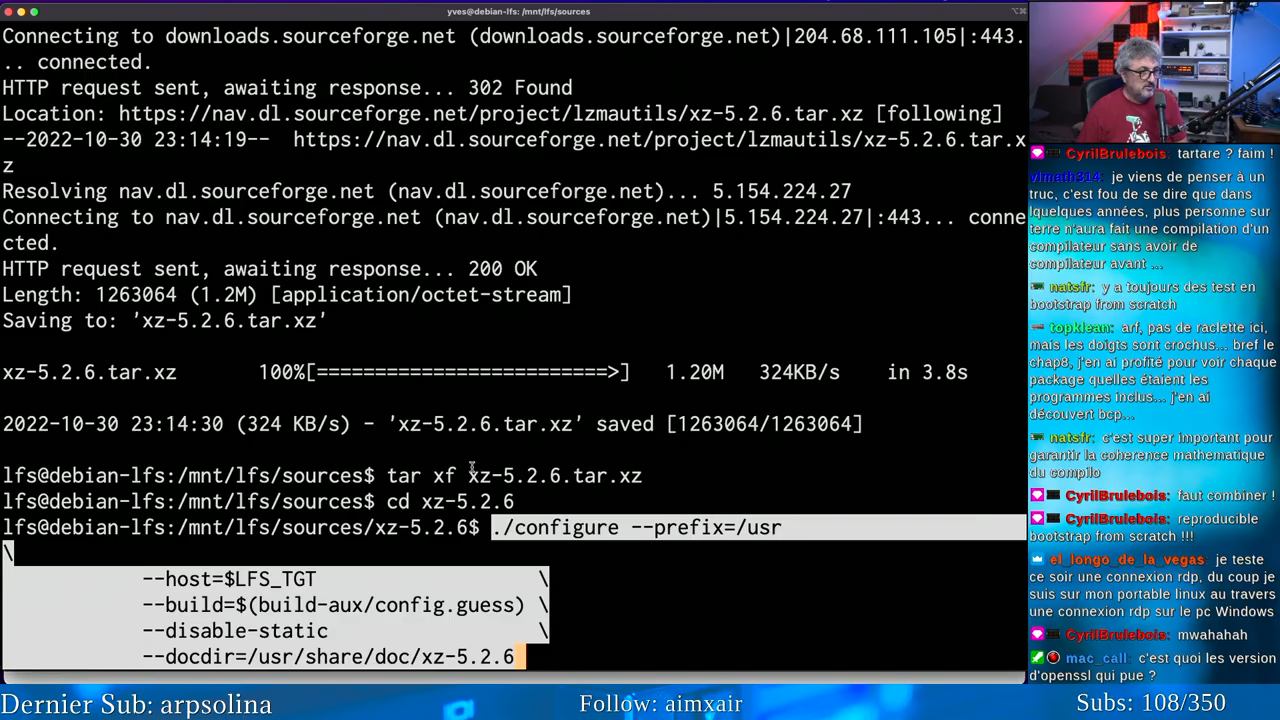 yves@debian-lfs: /mnt/lfs/sources
Connecting to downloads.sourceforge.net (downloads.sourceforge.net)|204.68.111.105|:443.
.. connected.
HTTP request sent, awaiting response... 302 Found
Location: https://nav.dl.sourceforge.net/project/lzmautils/xz-5.2.6.tar.xz [following]
--2022-10-30 23:14:19--  https://nav.dl.sourceforge.net/project/lzmautils/xz-5.2.6.tar.x
z
Resolving nav.dl.sourceforge.net (nav.dl.sourceforge.net)... 5.154.224.27
Connecting to nav.dl.sourceforge.net (nav.dl.sourceforge.net)|5.154.224.27|:443... conne
cted.
HTTP request sent, awaiting response... 200 OK
Length: 1263064 (1.2M) [application/octet-stream]
Saving to: 'xz-5.2.6.tar.xz'
xz-5.2.6.tar.xz 100%[=========================>] 1.20M 324KB/s in 3.8s
2022-10-30 23:14:30 (324 KB/s) - 'xz-5.2.6.tar.xz' saved [1263064/1263064]
lfs@debian-lfs:/mnt/lfs/sources$ tar xf xz-5.2.6.tar.xz
lfs@debian-lfs:/mnt/lfs/sources$ cd xz-5.2.6
lfs@debian-lfs:/mnt/lfs/sources/xz-5.2.6$ ./configure --prefix=/usr
\
--host=$LFS_TGT \
--build=$(build-aux/config.guess) \
--disable-static \
--docdir=/usr/share/doc/xz-5.2.6
CyrilBrulebois: tartare ? faim !
vlmath314: je viens de penser à un
truc, c'est fou de se dire que dans
quelques années, plus personne sur
terre n'aura fait une compilation d'un
compilateur sans avoir de
compilateur avant ...
natsfr: y a toujours des test en
bootstrap from scratch
topklean: arf, pas de raclette ici,
mais les doigts sont crochus... bref le
chap8, j'en ai profité pour voir chaque
package quelles étaient les
programmes inclus... j'en ai
découvert bcp...
natsfr: c'est super important pour
garantir la coherence mathematique
du compilo
CyrilBrulebois: faut combiner !
CyrilBrulebois: reproducible
bootstrap from scratch !!!
el_longo_de_la_vegas: je teste
ce soir une connexion rdp, du coup je
suis sur mon portable linux au travers
une connexion rdp sur le pc Windows
CyrilBrulebois: mwahahah
mac_call: c'est quoi les version
d'openssl qui pue ?
Dernier Sub: arpsolina
Follow: aimxair
Subs: 108/350